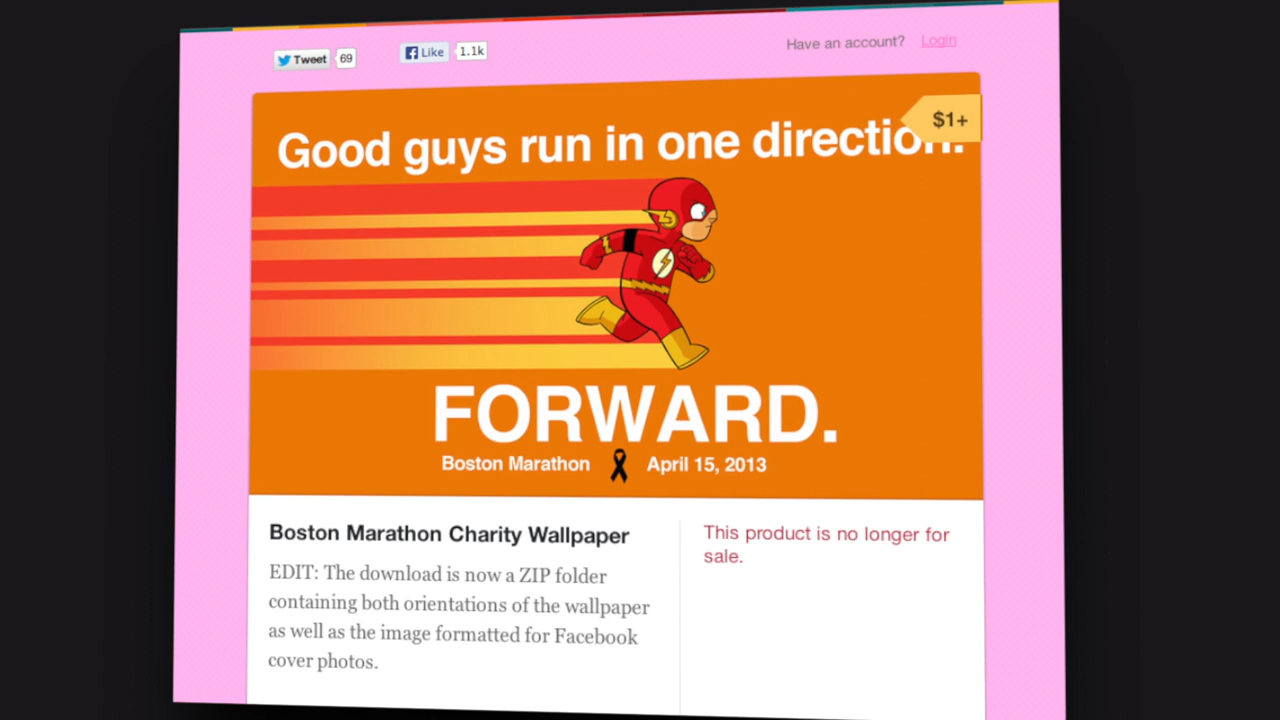 Tweet 69 Like 1.1k Have an account? Login
$1+
Good guys run in one direction.
FORWARD.
Boston Marathon April 15, 2013
Boston Marathon Charity Wallpaper
EDIT: The download is now a ZIP folder
containing both orientations of the wallpaper
as well as the image formatted for Facebook
cover photos.
This product is no longer for
sale.